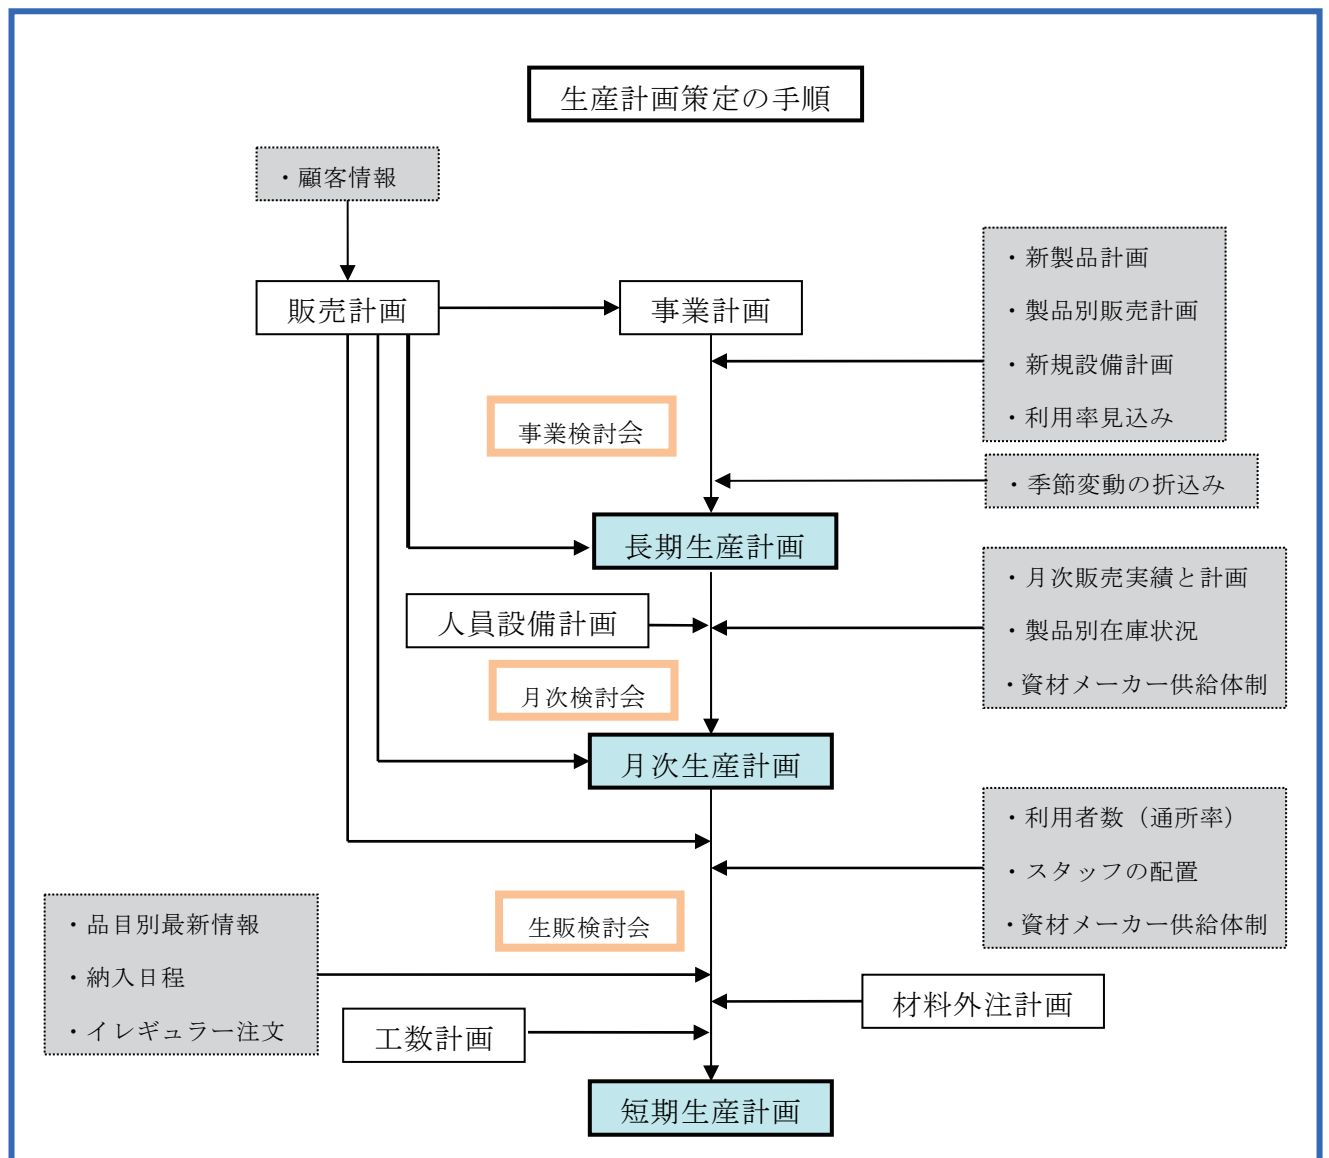 生産計画策定の手順
・顧客情報
販売計画
事業計画
・新製品計画
・製品別販売計画
・新規設備計画
・利用率見込み
事業検討会
・季節変動の折込み
長期生産計画
人員設備計画
・月次販売実績と計画
・製品別在庫状況
・資材メーカー供給体制
月次検討会
月次生産計画
・利用者数（通所率）
・スタッフの配置
・資材メーカー供給体制
生販検討会
・品目別最新情報
・納入日程
・イレギュラー注文
材料外注計画
工数計画
短期生産計画